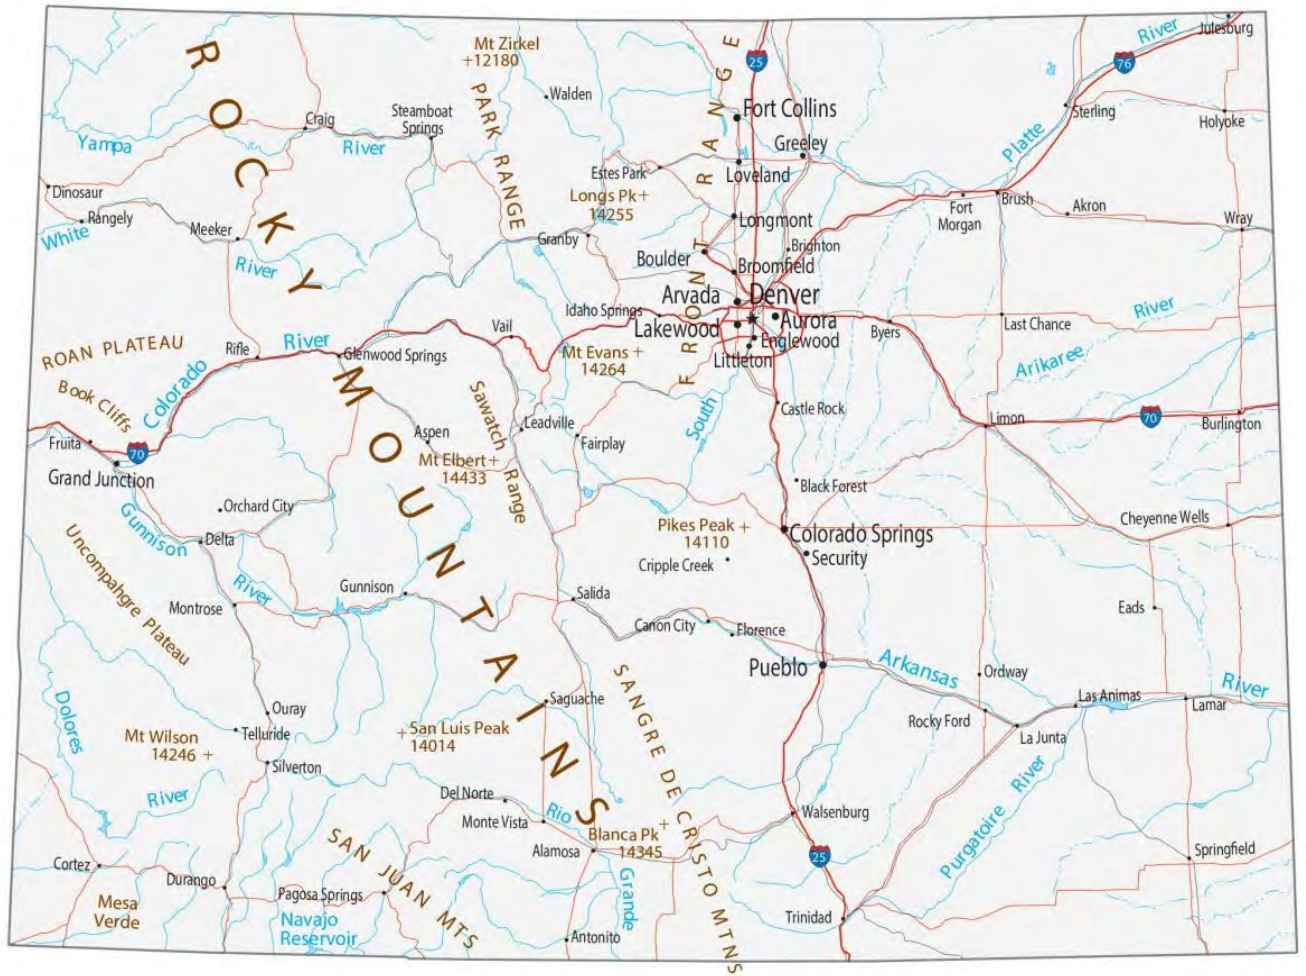 ROCKY
MOUNTAINS
Mt Zirkel
+12180
PARK RANGE
FRONT RANGE
25
76
River
Julesburg
Walden
Fort Collins
Sterling
Holyoke
Craig
Steamboat
Springs
Yampa
River
Greeley
Platte
Estes Park
Loveland
Dinosaur
Longs Pk+
14255
Fort
Morgan
Brush
Akron
Rangely
White
Meeker
River
Granby
Longmont
Wray
Boulder
Brighton
Broomfield
Arvada
Denver
Idaho Springs
Lakewood
Aurora
Englewood
Littleton
Byers
Last Chance
River
Arikaree
ROAN PLATEAU
Rifle
River
Glenwood Springs
Vail
Mt Evans +
14264
Book Cliffs
Colorado
Sawatch Range
South
Castle Rock
Leadville
Fairplay
Limon
70
Burlington
Fruita
70
Grand Junction
Aspen
Mt Elbert+
14433
Black Forest
Orchard City
Gunnison
Delta
Uncompahgre Plateau
River
Montrose
Gunnison
Pikes Peak +
14110
Cripple Creek
Colorado Springs
Security
Cheyenne Wells
Salida
Canon City
Florence
Pueblo
Eads
Arkansas
Ordway
River
Las Animas
Lamar
Rocky Ford
La Junta
SANGRE DE CRISTO MTNS
Dolores
Ouray
Telluride
Mt Wilson
14246 +
Silverton
River
Saguache
+San Luis Peak
14014
Del Norte
Monte Vista
Rio
Blanca Pk +
14345
Alamosa
Grande
Walsenburg
25
River
Purgatoire
Springfield
Cortez
Mesa
Verde
Durango
Pagosa Springs
SAN JUAN MTS
Navajo
Reservoir
Antonito
Trinidad